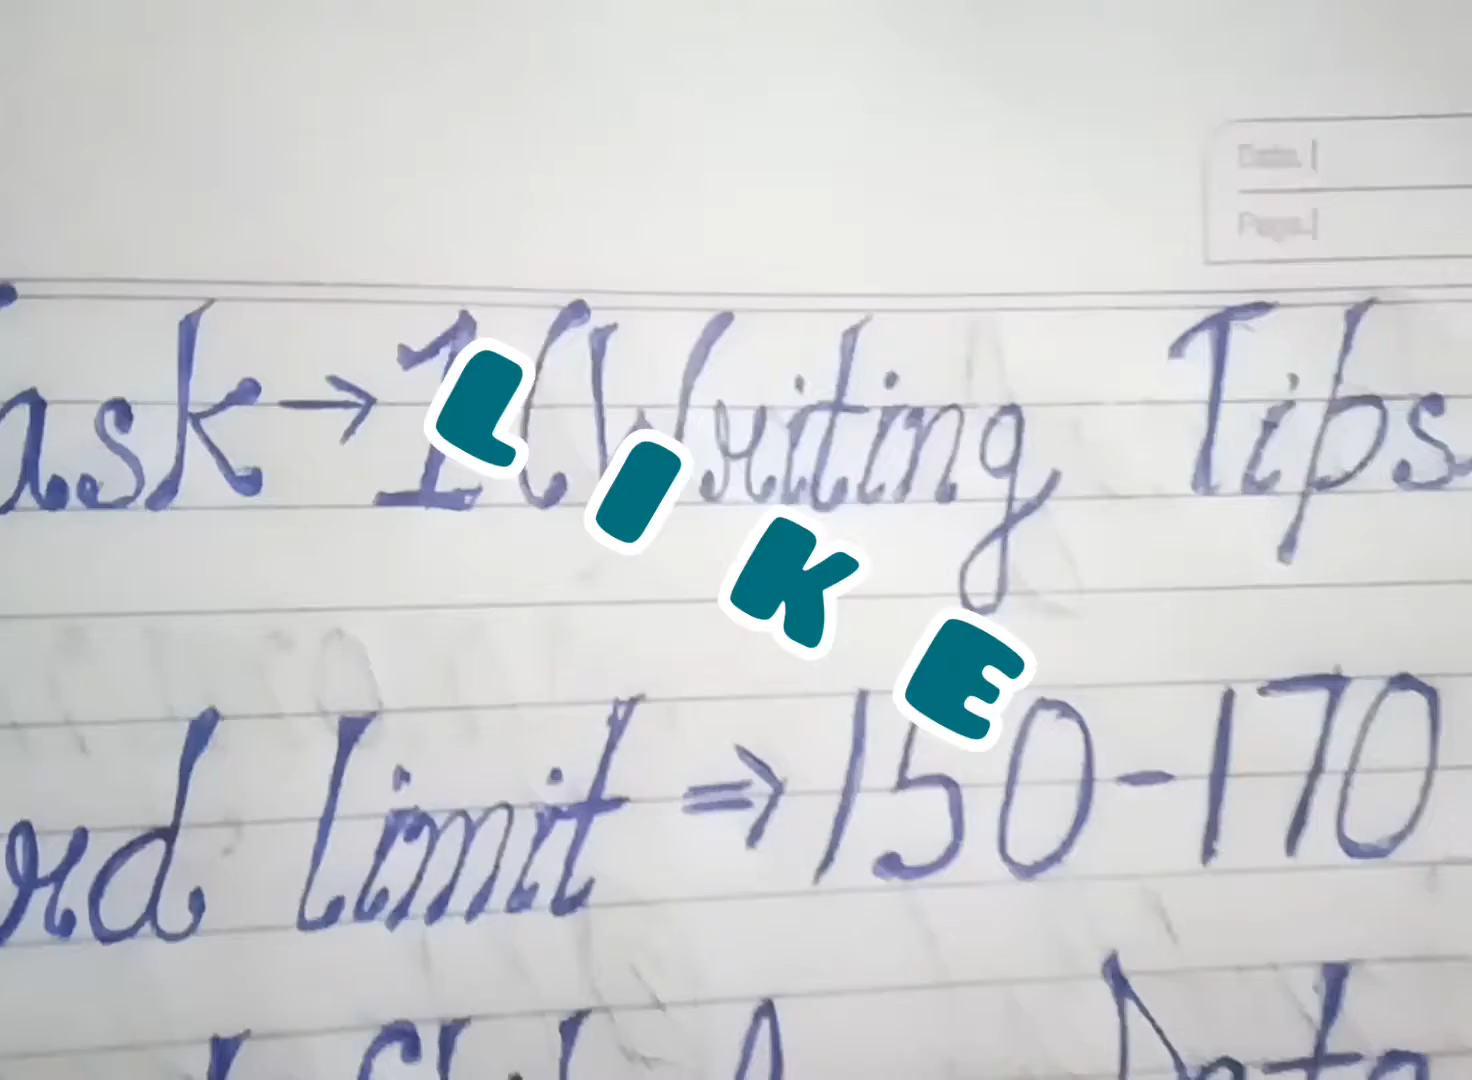 Date.
Page.
ask → 1 Writing Tips
LIKE
rd limit ⇒ 150-170